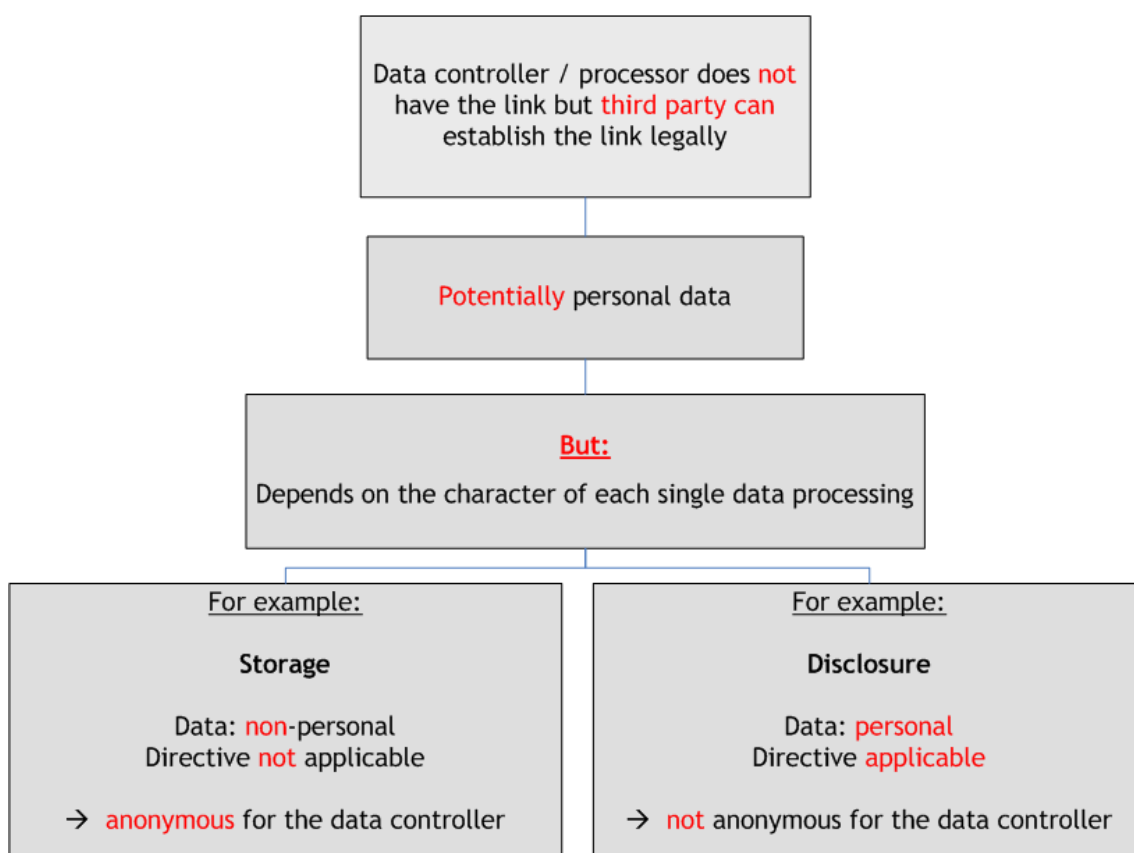 Data controller / processor does not
have the link but third party can
establish the link legally
Potentially personal data
But:
Depends on the character of each single data processing
For example:
Storage
Data: non-personal
Directive not applicable
→ anonymous for the data controller
For example:
Disclosure
Data: personal
Directive applicable
→ not anonymous for the data controller